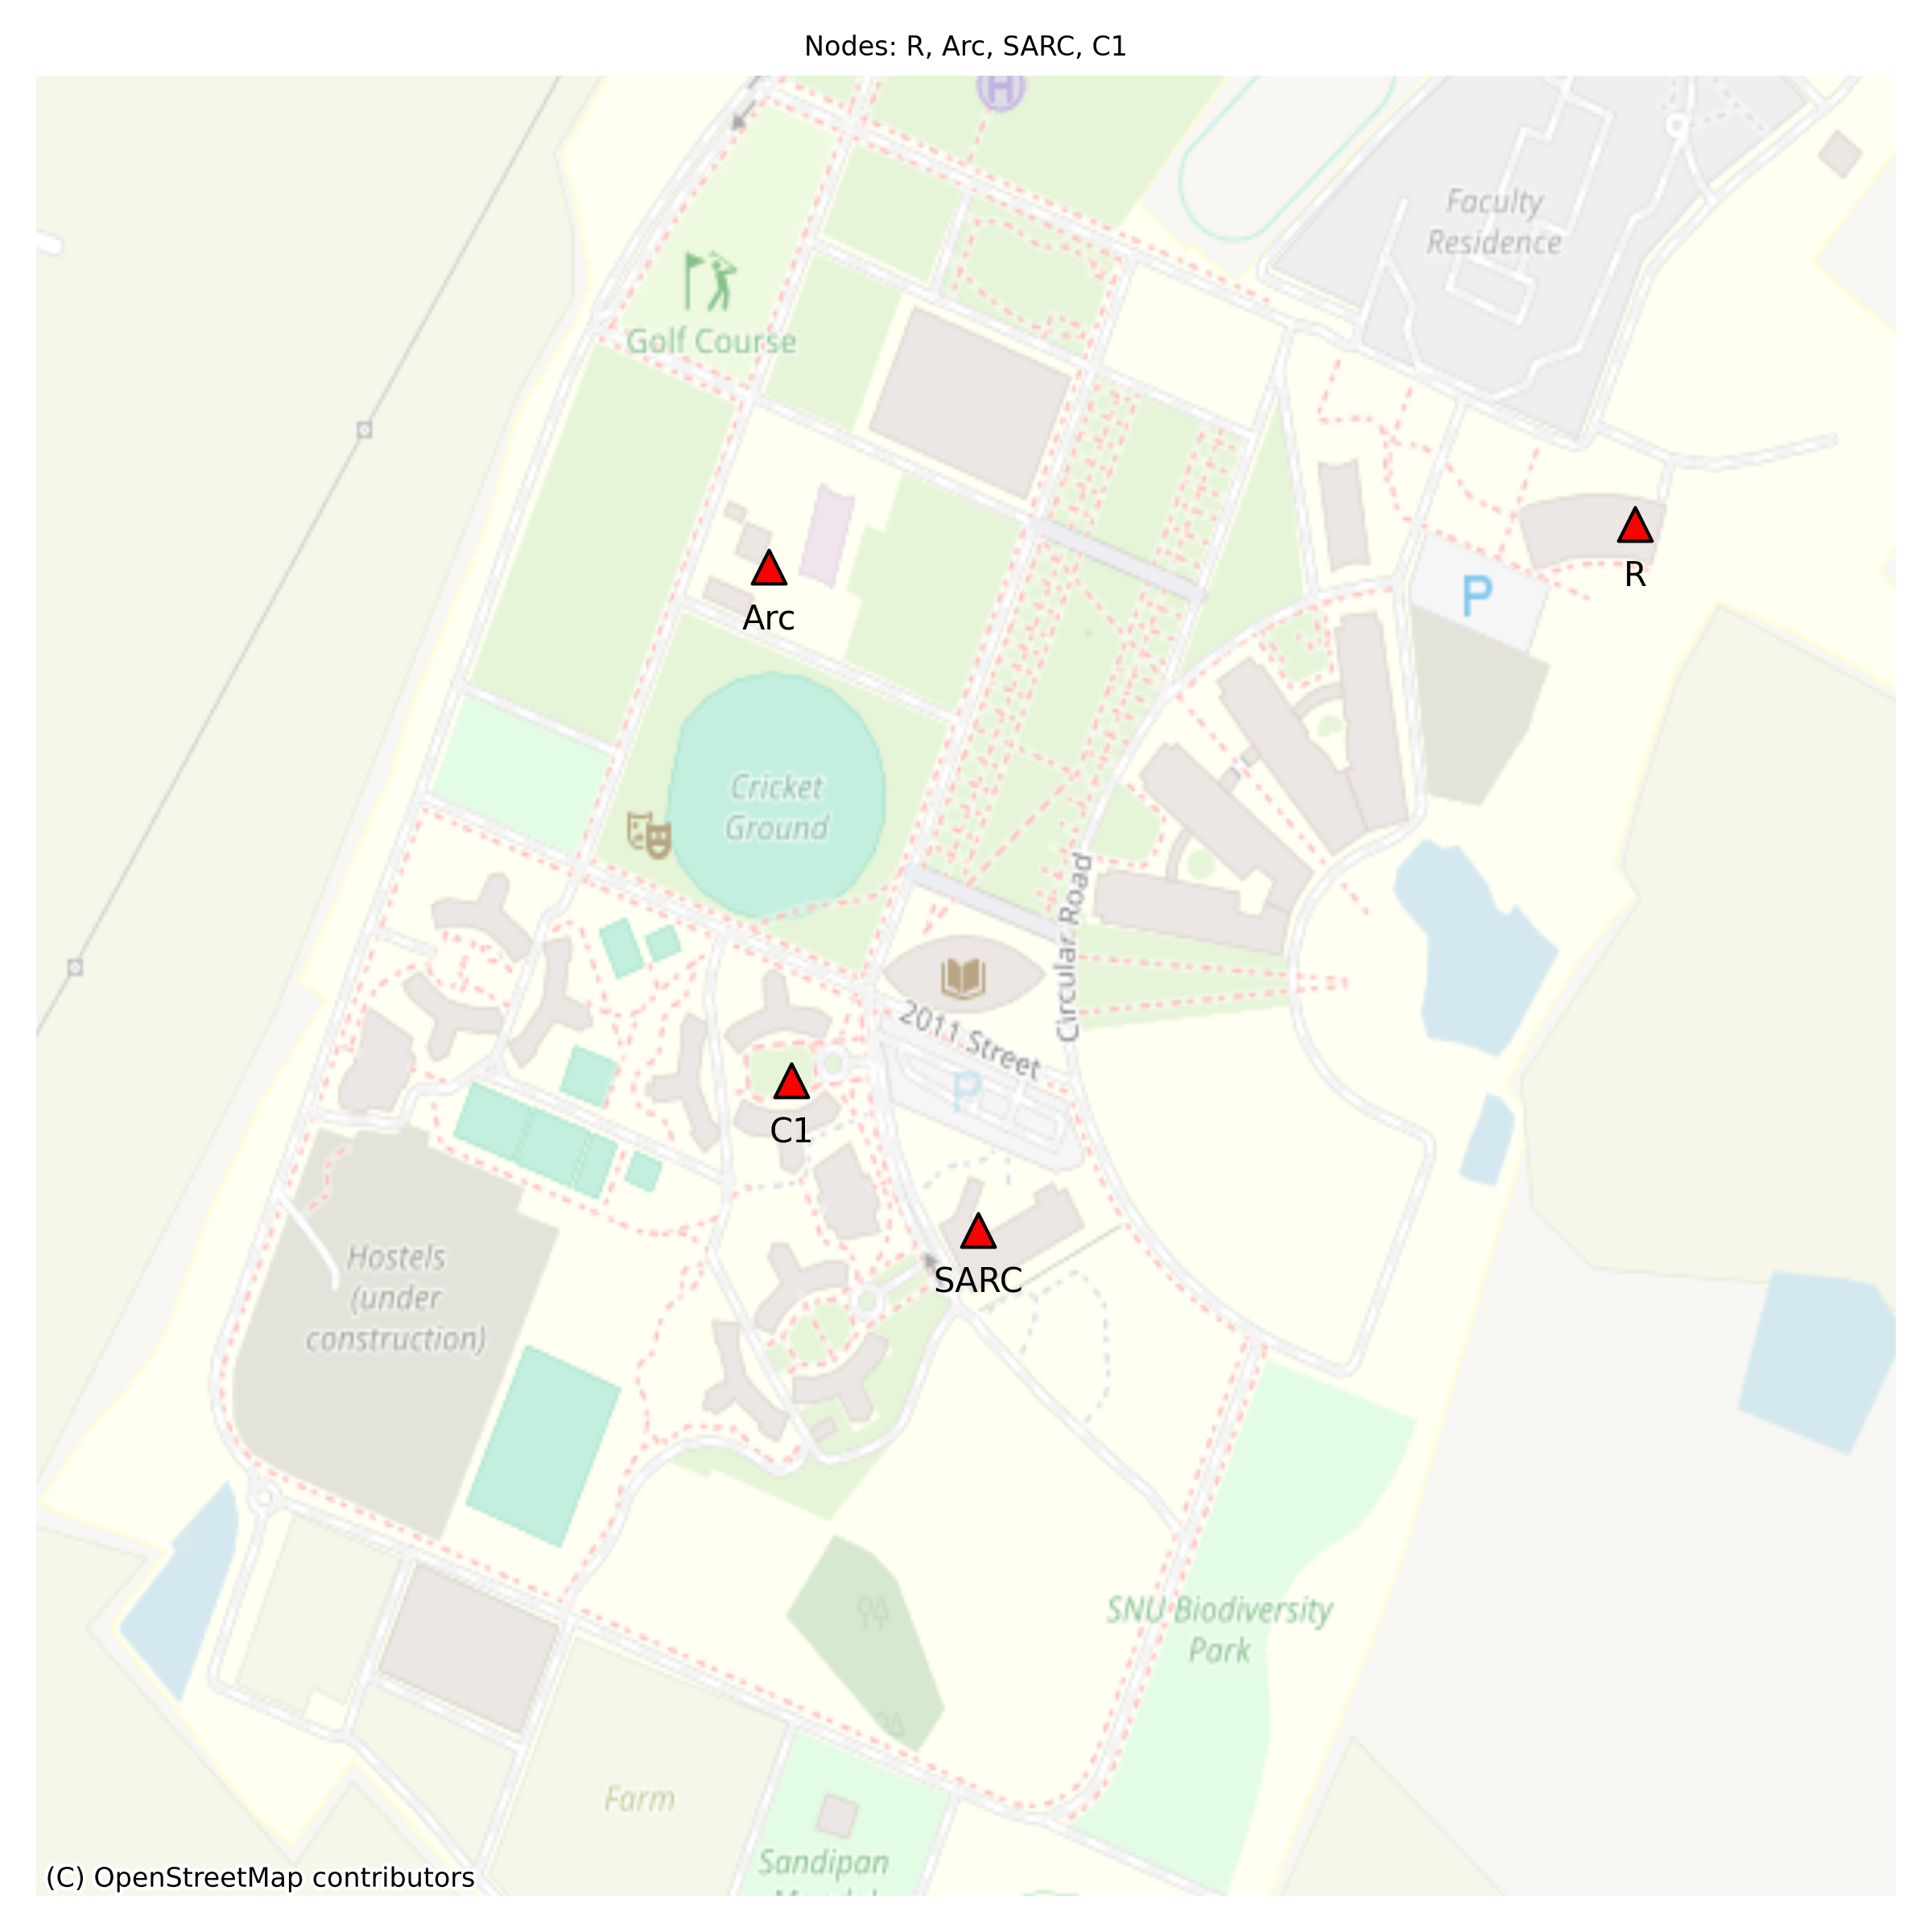 Nodes: R, Arc, SARC, C1
H
Faculty
Residence
Golf Course
R
P
Arc
Cricket
Ground
Circular Road
2011 Street
P
C1
SARC
Hostels
(under
construction)
SNU Biodiversity
Park
Farm
Sandipan
(C) OpenStreetMap contributors